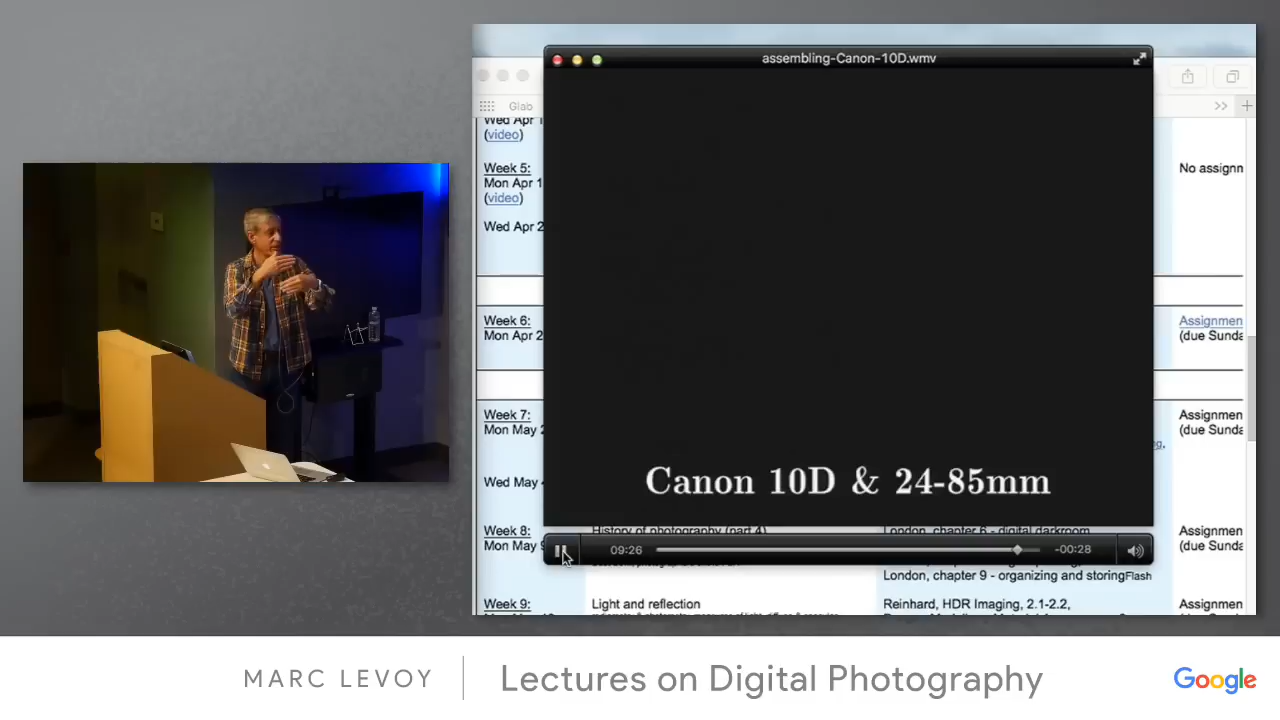 assembling-Canon-10D.wmv
Glab
>>
+
Wed Apr 1
(video)
Week 5:
Mon Apr 1
(video)
Wed Apr 2
No assignn
Week 6:
Mon Apr 2
Assignmen
(due Sunda
Week 7:
Mon May 2
Assignmen
(due Sunda
Canon 10D & 24-85mm
Wed May
Week 8:
Mon May 9
History of photography (part 4)
London, chapter 6 - digital darkroom
Assignmen
(due Sunda
09:26
-00:28
London, chapter 9 - organizing and storing
Flash
Week 9:
Light and reflection
Reinhard, HDR Imaging, 2.1-2.2,
Assignmen
MARC LEVOY
Lectures on Digital Photography
Google